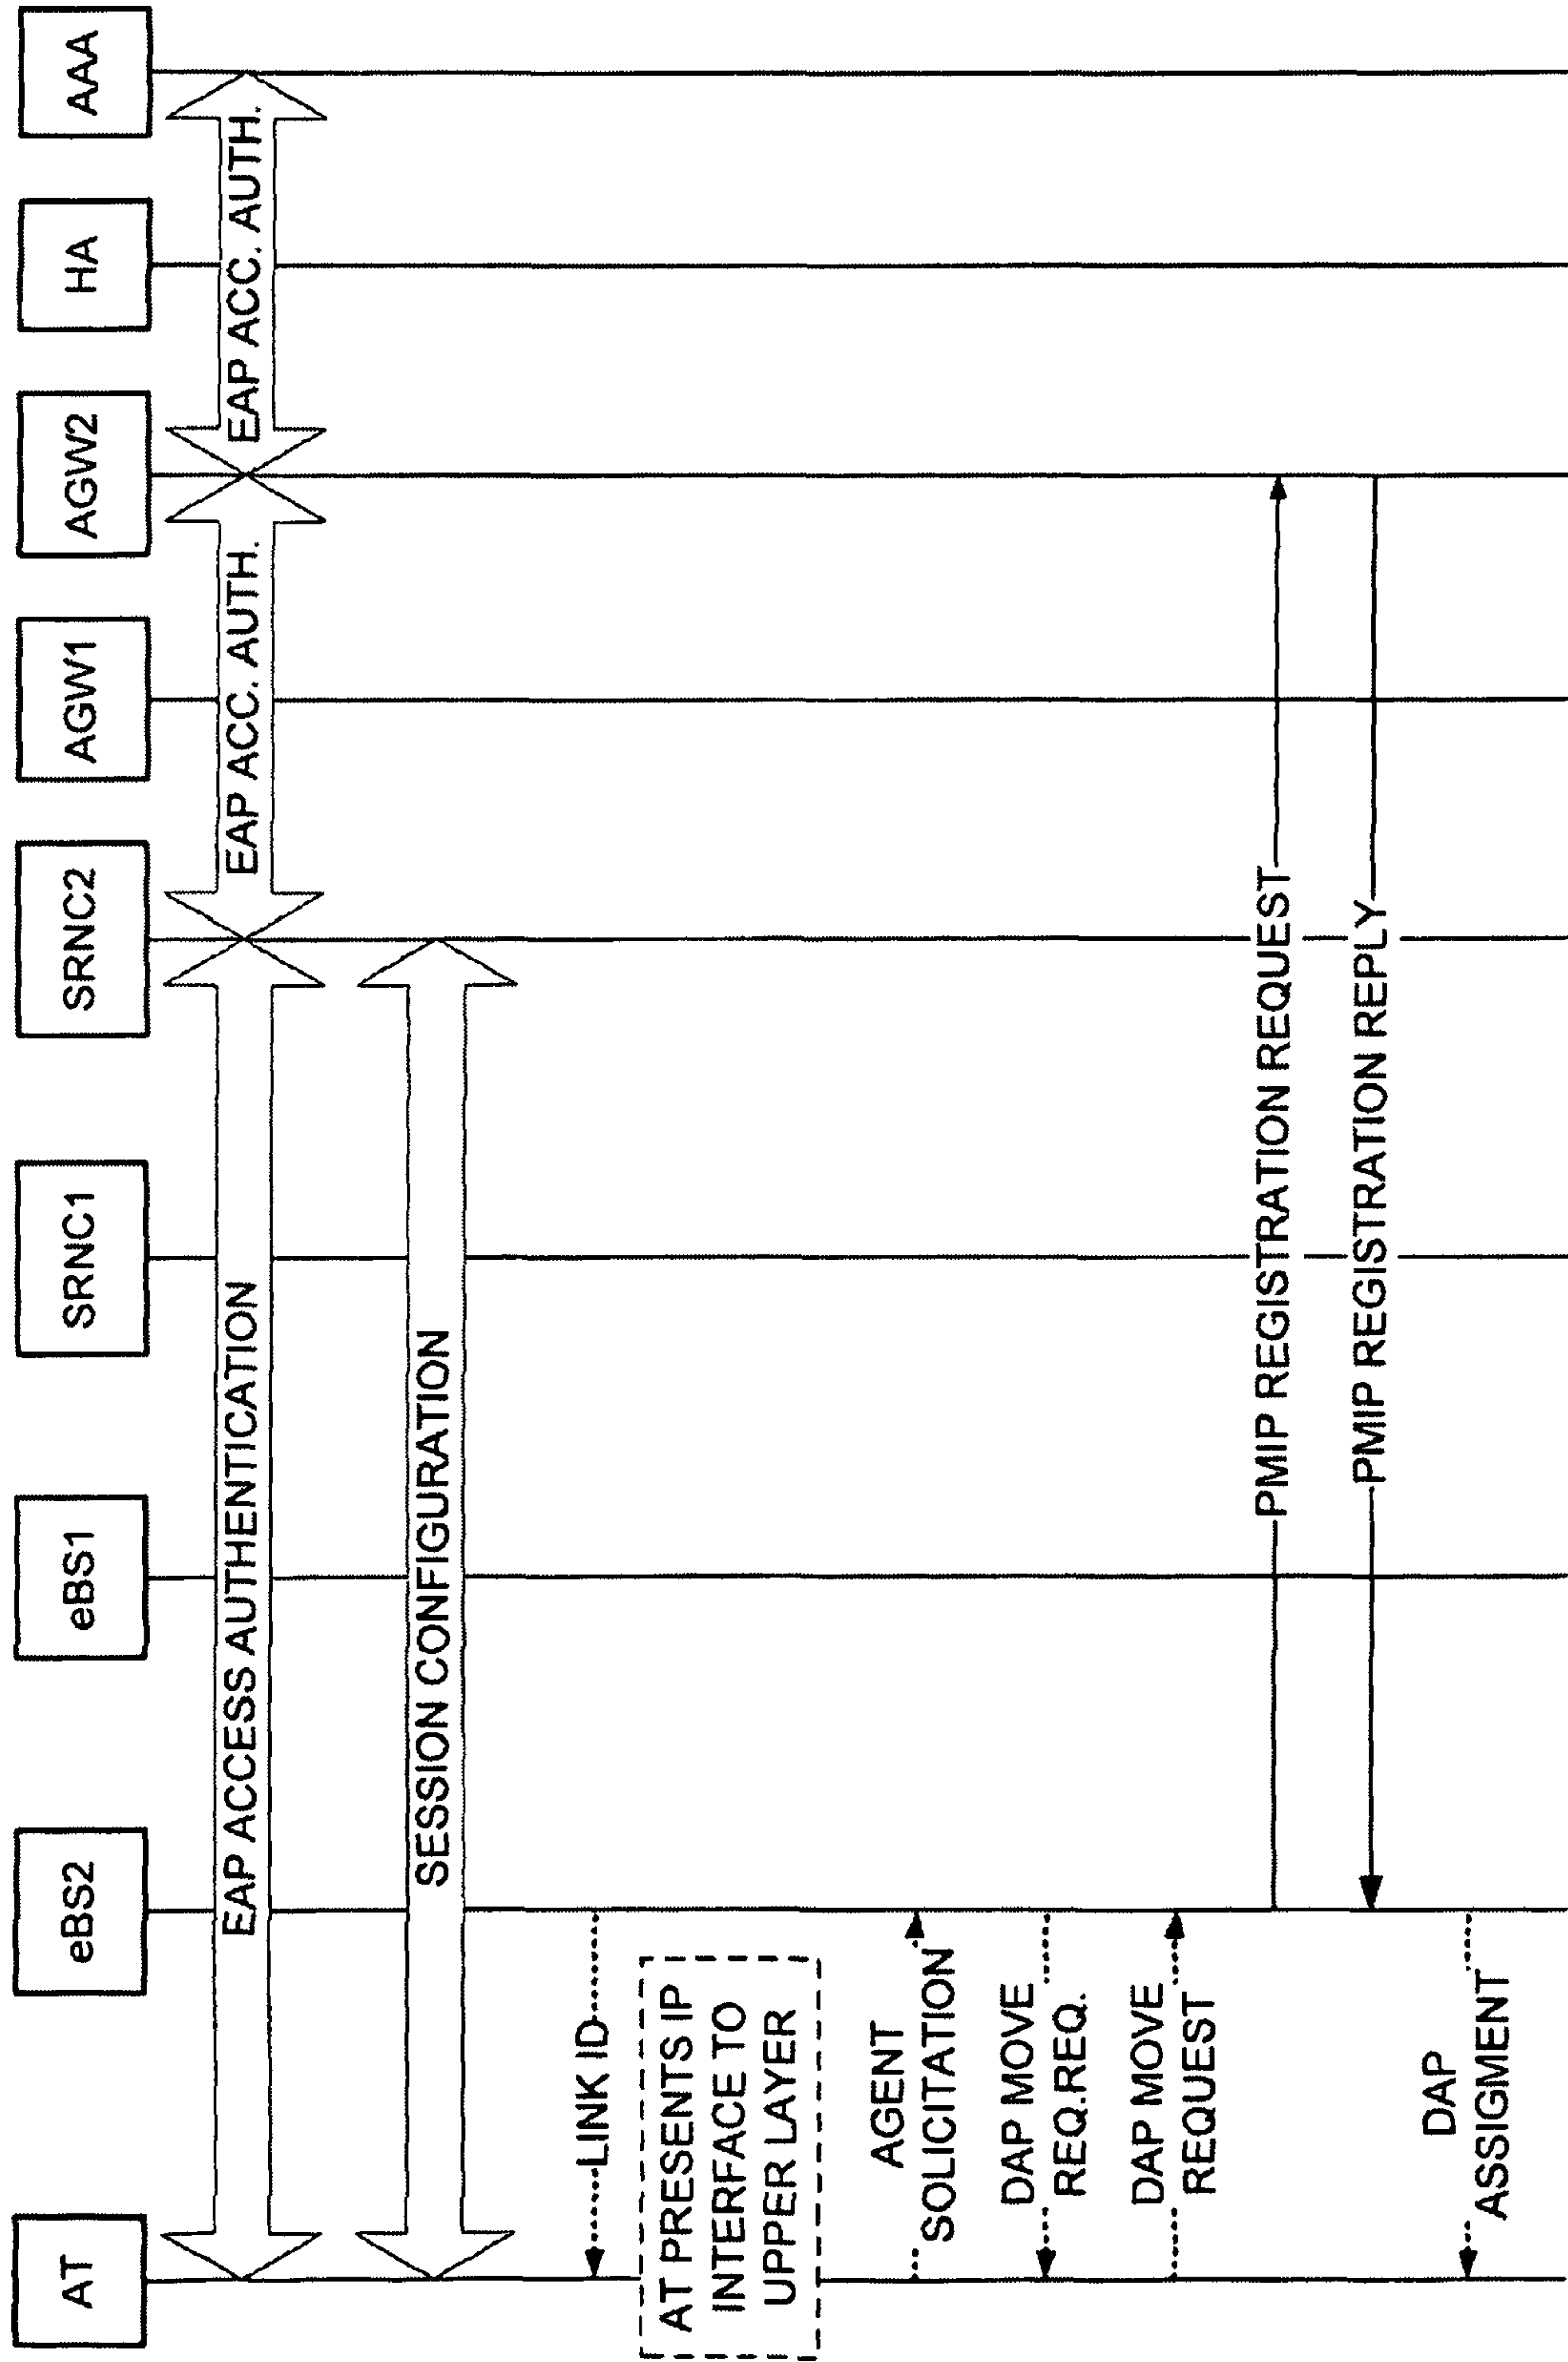 AT
eBS2
eBS1
SRNC1
SRNC2
AGW1
AGW2
HA
AAA
EAP ACCESS AUTHENTICATION
EAP ACC. AUTH.
EAP ACC. AUTH.
SESSION CONFIGURATION
LINK ID
AT PRESENTS IP
INTERFACE TO
UPPER LAYER
AGENT
SOLICITATION
DAP MOVE
REQ.REQ.
DAP MOVE
REQUEST
PMIP REGISTRATION REQUEST
PMIP REGISTRATION REPLY
DAP
ASSIGMENT